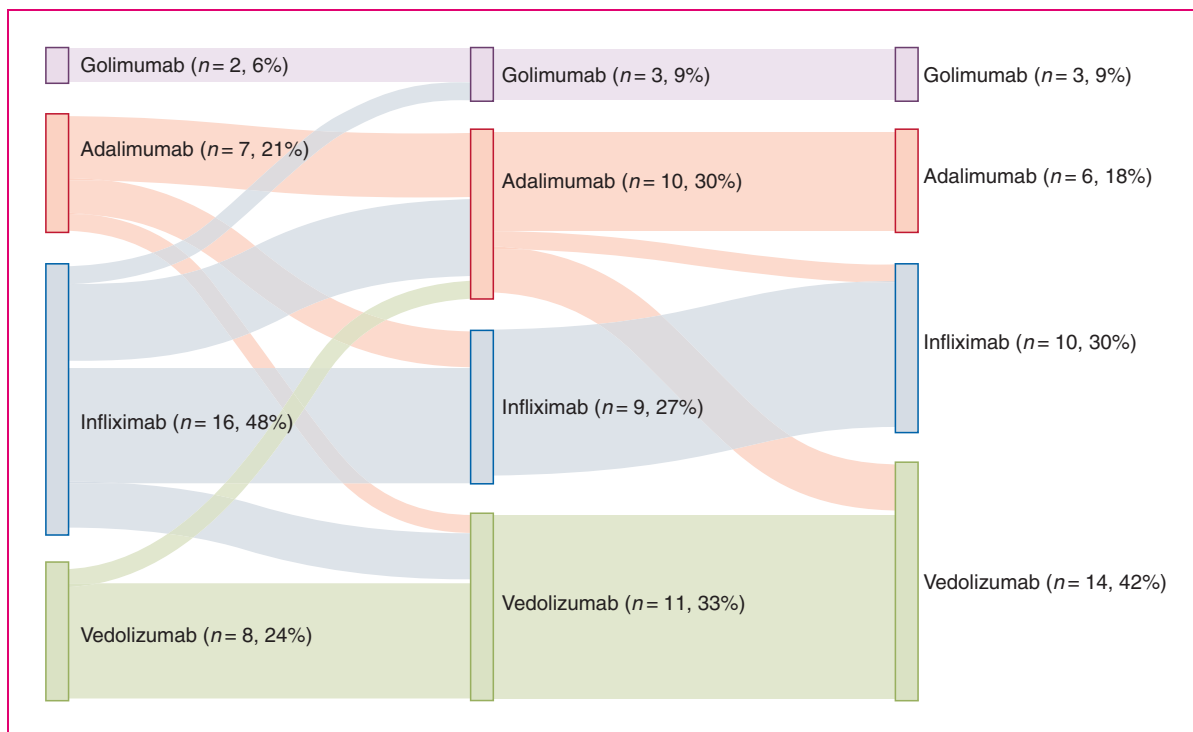 Golimumab (n = 2, 6%)
Golimumab (n = 3, 9%)
Golimumab (n = 3, 9%)
Adalimumab (n = 7, 21%)
Adalimumab (n = 10, 30%)
Adalimumab (n = 6, 18%)
Infliximab (n = 16, 48%)
Infliximab (n = 9, 27%)
Infliximab (n = 10, 30%)
Vedolizumab (n = 8, 24%)
Vedolizumab (n = 11, 33%)
Vedolizumab (n = 14, 42%)